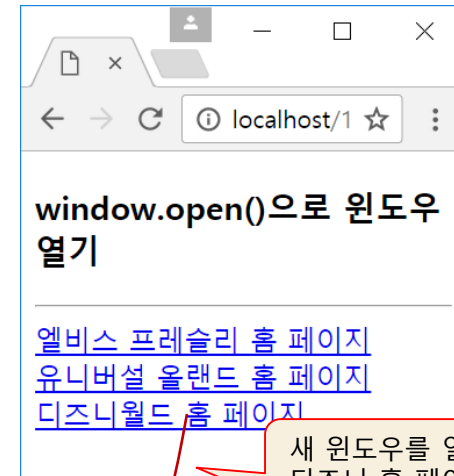 localhost/1
window.open()으로 윈도우
열기
엘비스 프레슬리 홈 페이지
유니버설 올랜드 홈 페이지
디즈니월드 홈 페이지
새 윈도우를